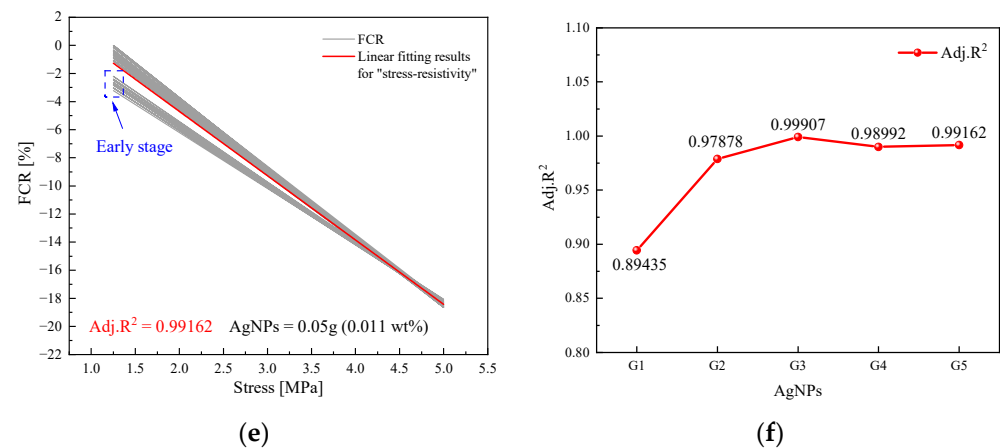 FCR [%]
0
−2
−4
−6
−8
−10
−12
−14
−16
−18
−20
−22
FCR
Linear fitting results
for "stress-resistivity"
Early stage
Adj.R² = 0.99162 AgNPs = 0.05g (0.011 wt%)
1.0 1.5 2.0 2.5 3.0 3.5 4.0 4.5 5.0 5.5
Stress [MPa]
(e)
Adj.R²
1.10
1.05
1.00
0.95
0.90
0.85
0.80
Adj.R²
0.89435
0.97878
0.99907
0.98992
0.99162
G1 G2 G3 G4 G5
AgNPs
(f)